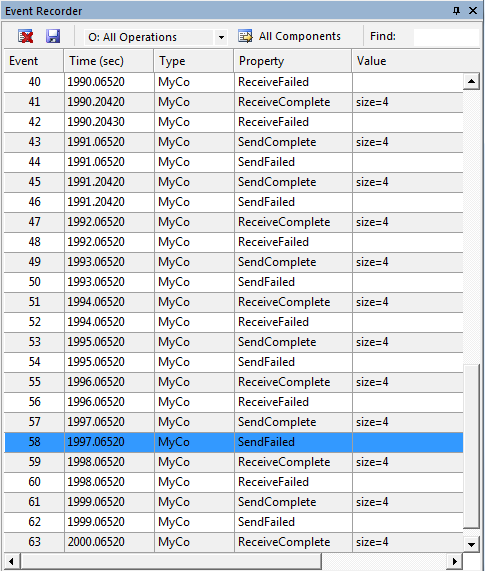 Event Recorder
O: All Operations All Components Find:
Event Time (sec) Type Property Value
40 1990.06520 MyCo ReceiveFailed
41 1990.20420 MyCo ReceiveComplete size=4
42 1990.20430 MyCo ReceiveFailed
43 1991.06520 MyCo SendComplete size=4
44 1991.06520 MyCo SendFailed
45 1991.20420 MyCo SendComplete size=4
46 1991.20420 MyCo SendFailed
47 1992.06520 MyCo ReceiveComplete size=4
48 1992.06520 MyCo ReceiveFailed
49 1993.06520 MyCo SendComplete size=4
50 1993.06520 MyCo SendFailed
51 1994.06520 MyCo ReceiveComplete size=4
52 1994.06520 MyCo ReceiveFailed
53 1995.06520 MyCo SendComplete size=4
54 1995.06520 MyCo SendFailed
55 1996.06520 MyCo ReceiveComplete size=4
56 1996.06520 MyCo ReceiveFailed
57 1997.06520 MyCo SendComplete size=4
58 1997.06520 MyCo SendFailed
59 1998.06520 MyCo ReceiveComplete size=4
60 1998.06520 MyCo ReceiveFailed
61 1999.06520 MyCo SendComplete size=4
62 1999.06520 MyCo SendFailed
63 2000.06520 MyCo ReceiveComplete size=4